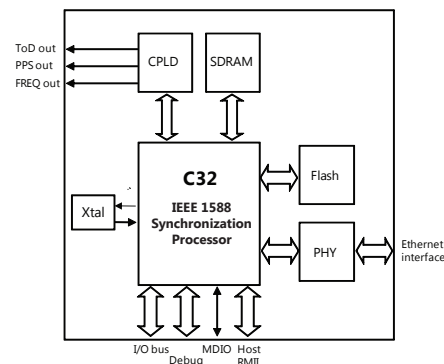 ToD out
PPS out
FREQ out
CPLD
SDRAM
C32
IEEE 1588
Synchronization
Processor
Flash
Xtal
PHY
Ethernet
interface
I/O bus
Debug
MDIO
Host
RMII